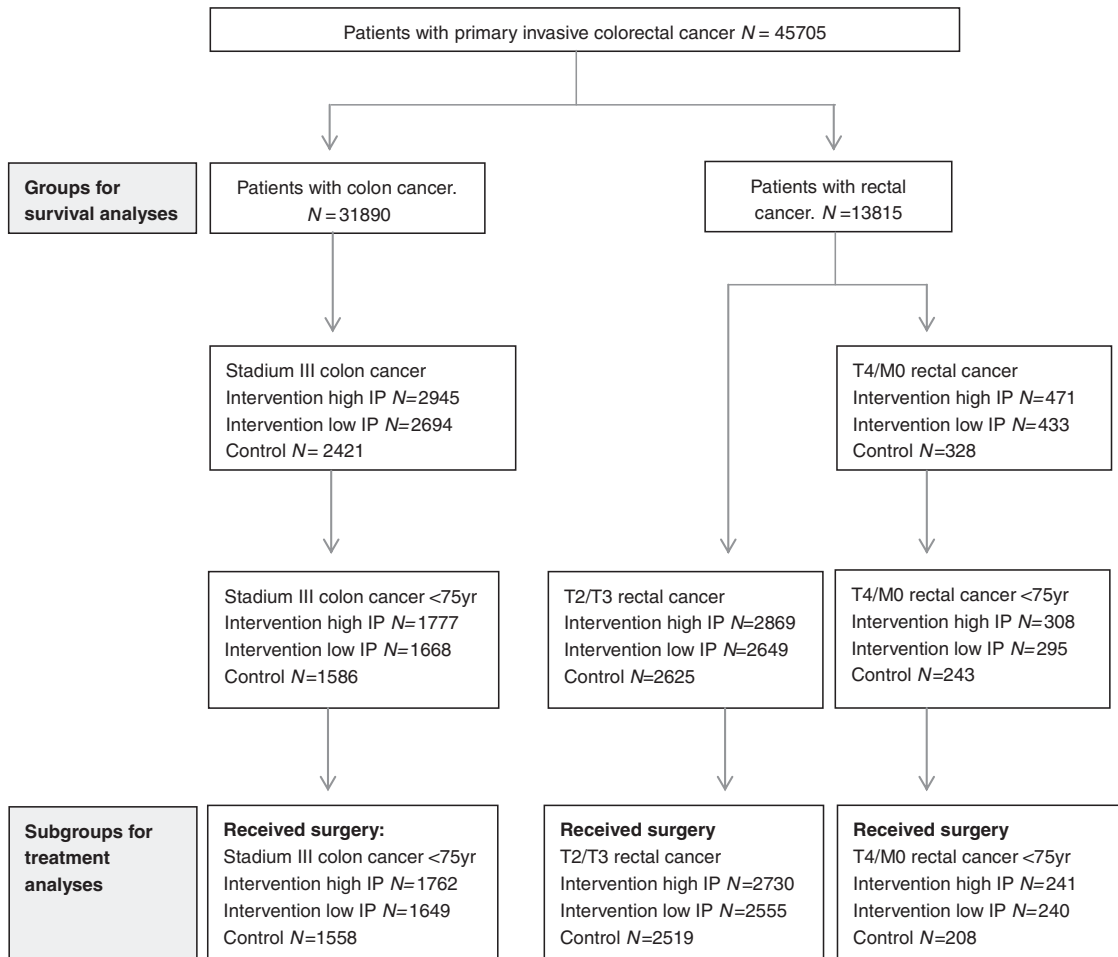 Patients with primary invasive colorectal cancer N = 45705
Groups for
survival analyses
Patients with colon cancer.
N = 31890
Patients with rectal
cancer. N =13815
Stadium III colon cancer
Intervention high IP N=2945
Intervention low IP N=2694
Control N= 2421
T4/M0 rectal cancer
Intervention high IP N=471
Intervention low IP N=433
Control N=328
Stadium III colon cancer <75yr
Intervention high IP N=1777
Intervention low IP N=1668
Control N=1586
T2/T3 rectal cancer
Intervention high IP N=2869
Intervention low IP N=2649
Control N=2625
T4/M0 rectal cancer <75yr
Intervention high IP N=308
Intervention low IP N=295
Control N=243
Subgroups for
treatment
analyses
Received surgery:
Stadium III colon cancer <75yr
Intervention high IP N=1762
Intervention low IP N=1649
Control N=1558
Received surgery
T2/T3 rectal cancer
Intervention high IP N=2730
Intervention low IP N=2555
Control N=2519
Received surgery
T4/M0 rectal cancer <75yr
Intervention high IP N=241
Intervention low IP N=240
Control N=208